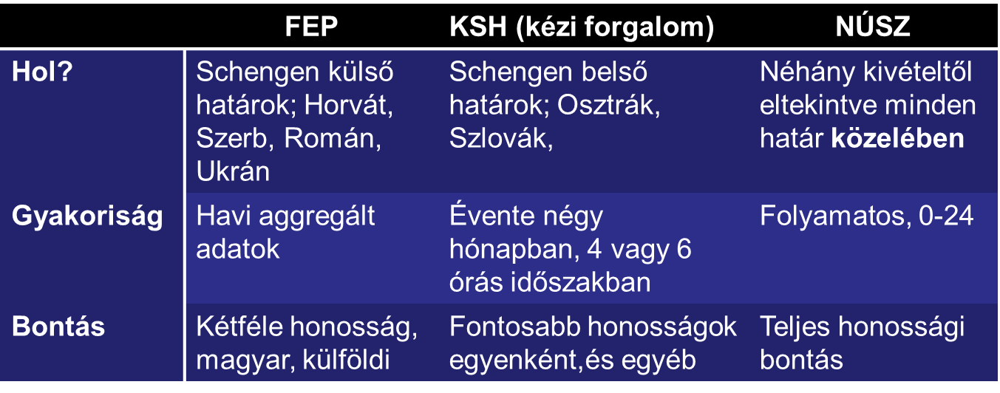 FEP KSH (kézi forgalom) NÚSZ
Hol?
Schengen külső
határok; Horvát,
Szerb, Román,
Ukrán
Schengen belső
határok; Osztrák,
Szlovák,
Néhány kivételtől
eltekintve minden
határ közelében
Gyakoriság
Havi aggregált
adatok
Évente négy
hónapban, 4 vagy 6
órás időszakban
Folyamatos, 0-24
Bontás
Kétféle honosság,
magyar, külföldi
Fontosabb honosságok
egyenként,és egyéb
Teljes honossági
bontás